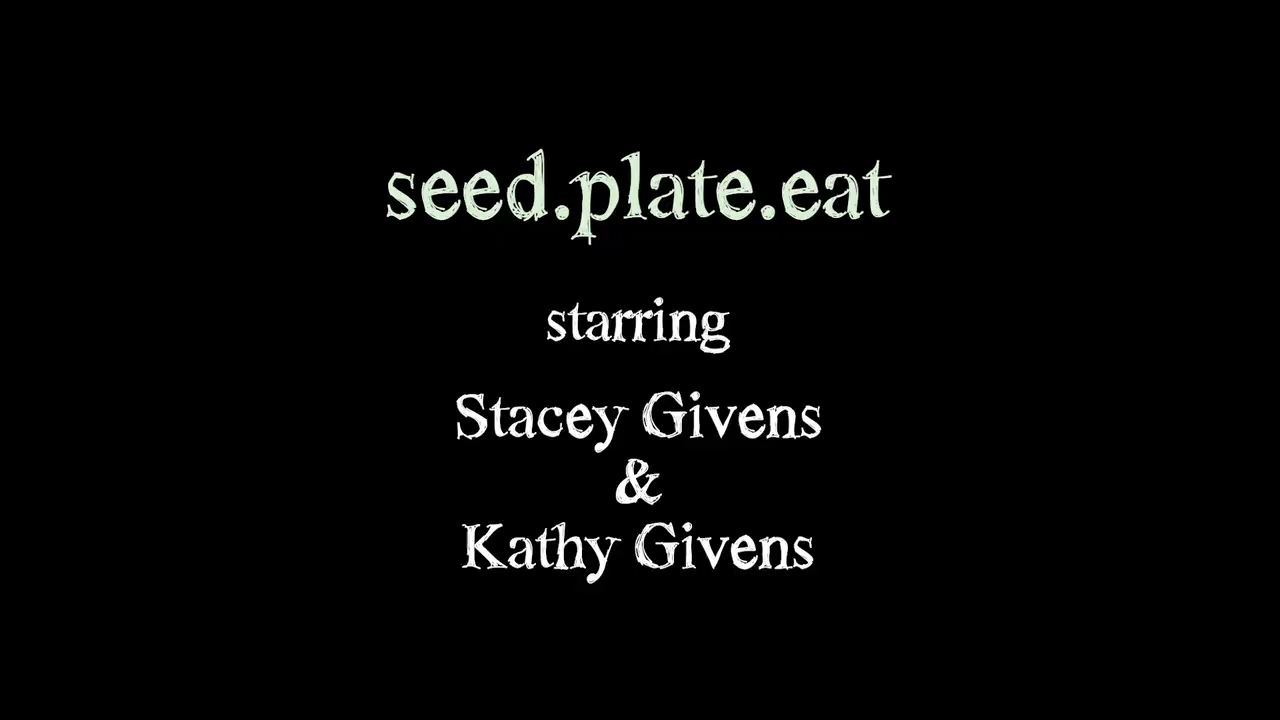 seed.plate.eat
starring
Stacey Givens
&
Kathy Givens